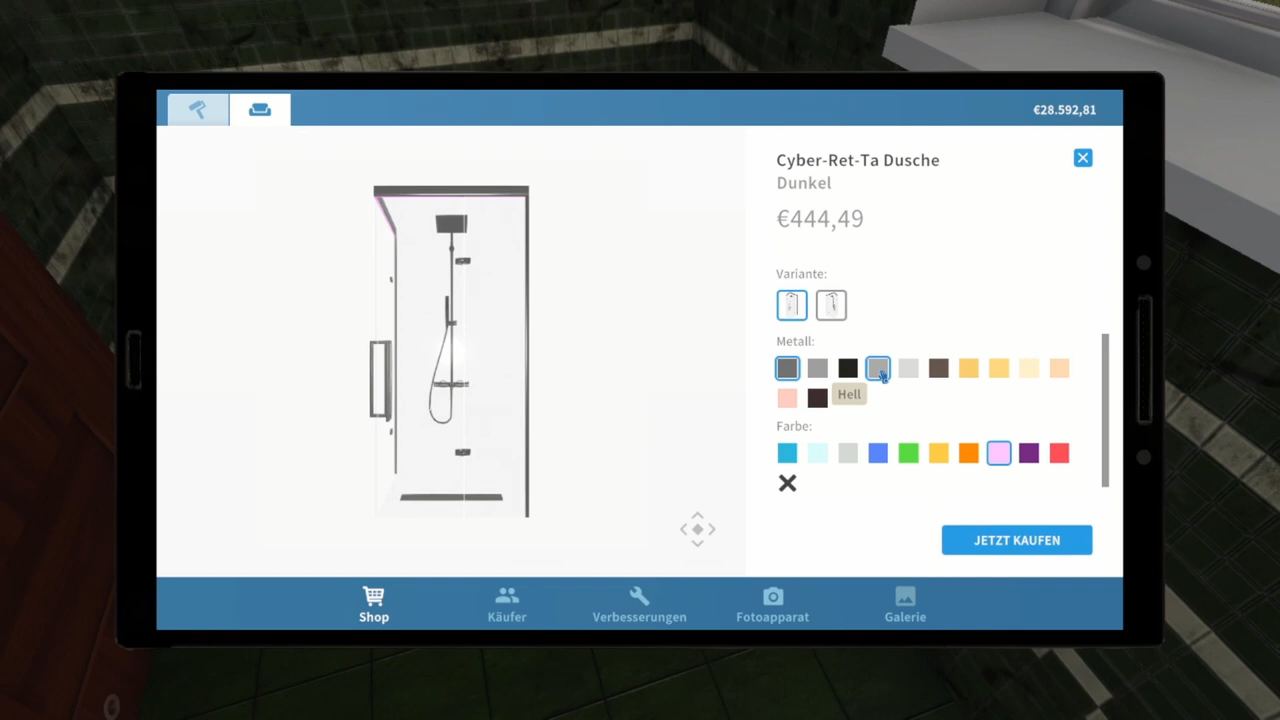 €28.592,81
Cyber-Ret-Ta Dusche
Dunkel
€444,49
Variante:
Metall:
Hell
Farbe:
JETZT KAUFEN
Shop
Käufer
Verbesserungen
Fotoapparat
Galerie